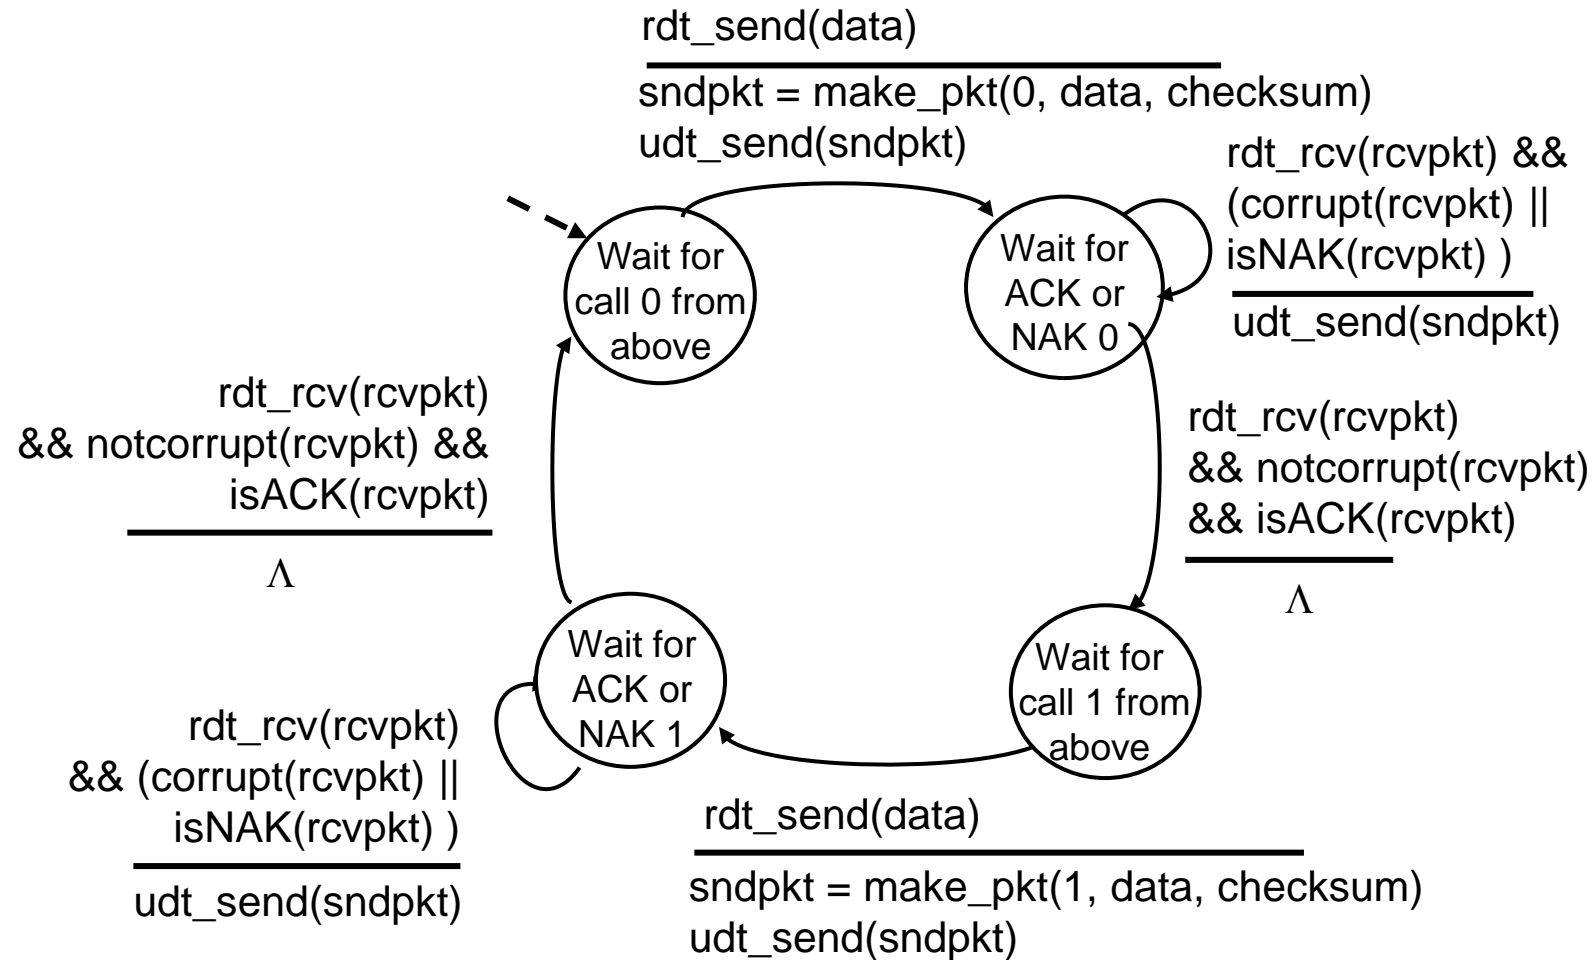 rdt_send(data)
sndpkt = make_pkt(0, data, checksum)
udt_send(sndpkt)
rdt_rcv(rcvpkt) &&
(corrupt(rcvpkt) ||
isNAK(rcvpkt) )
udt_send(sndpkt)
Wait for
call 0 from
above
Wait for
ACK or
NAK 0
rdt_rcv(rcvpkt)
&& notcorrupt(rcvpkt) &&
isACK(rcvpkt)
Λ
rdt_rcv(rcvpkt)
&& notcorrupt(rcvpkt)
&& isACK(rcvpkt)
Λ
Wait for
ACK or
NAK 1
Wait for
call 1 from
above
rdt_rcv(rcvpkt)
&& (corrupt(rcvpkt) ||
isNAK(rcvpkt) )
udt_send(sndpkt)
rdt_send(data)
sndpkt = make_pkt(1, data, checksum)
udt_send(sndpkt)